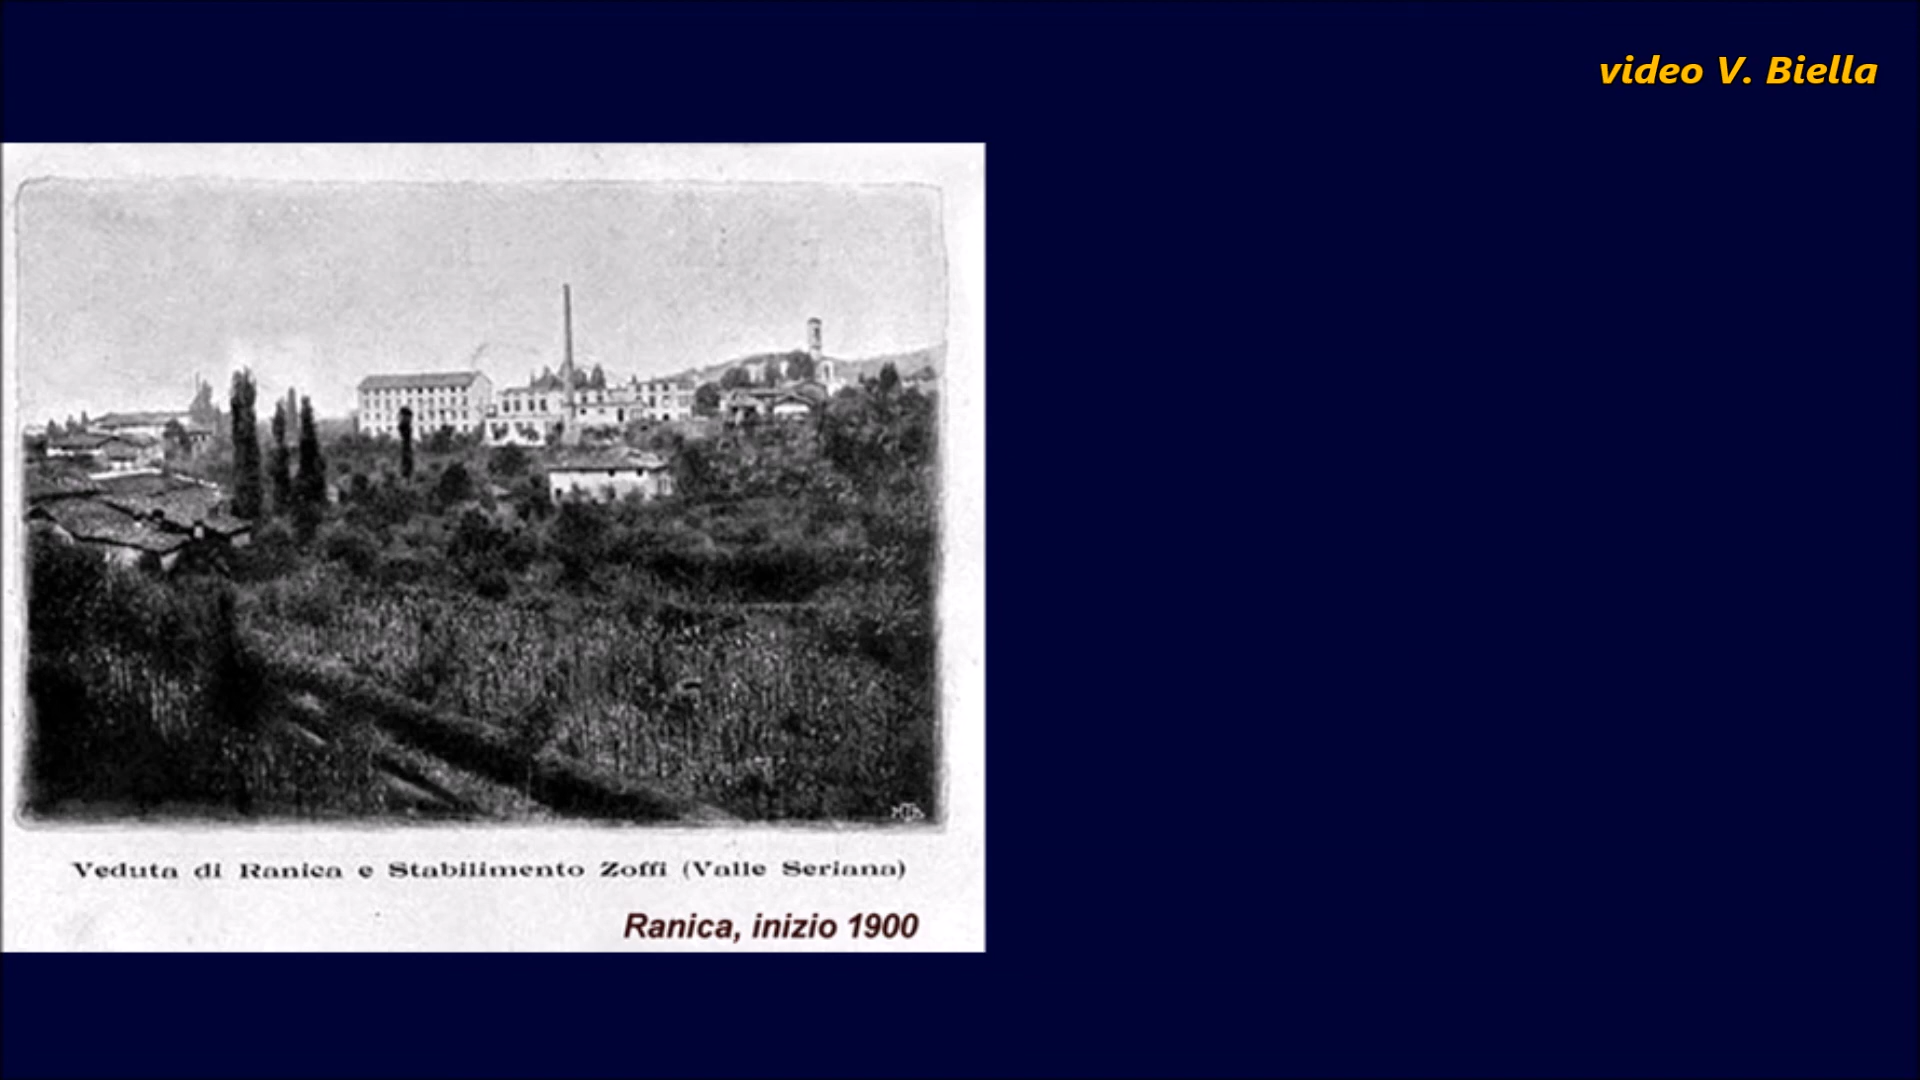 video V. Biella
Veduta di Ranica e Stabilimento Zoffi (Valle Seriana)
Ranica, inizio 1900